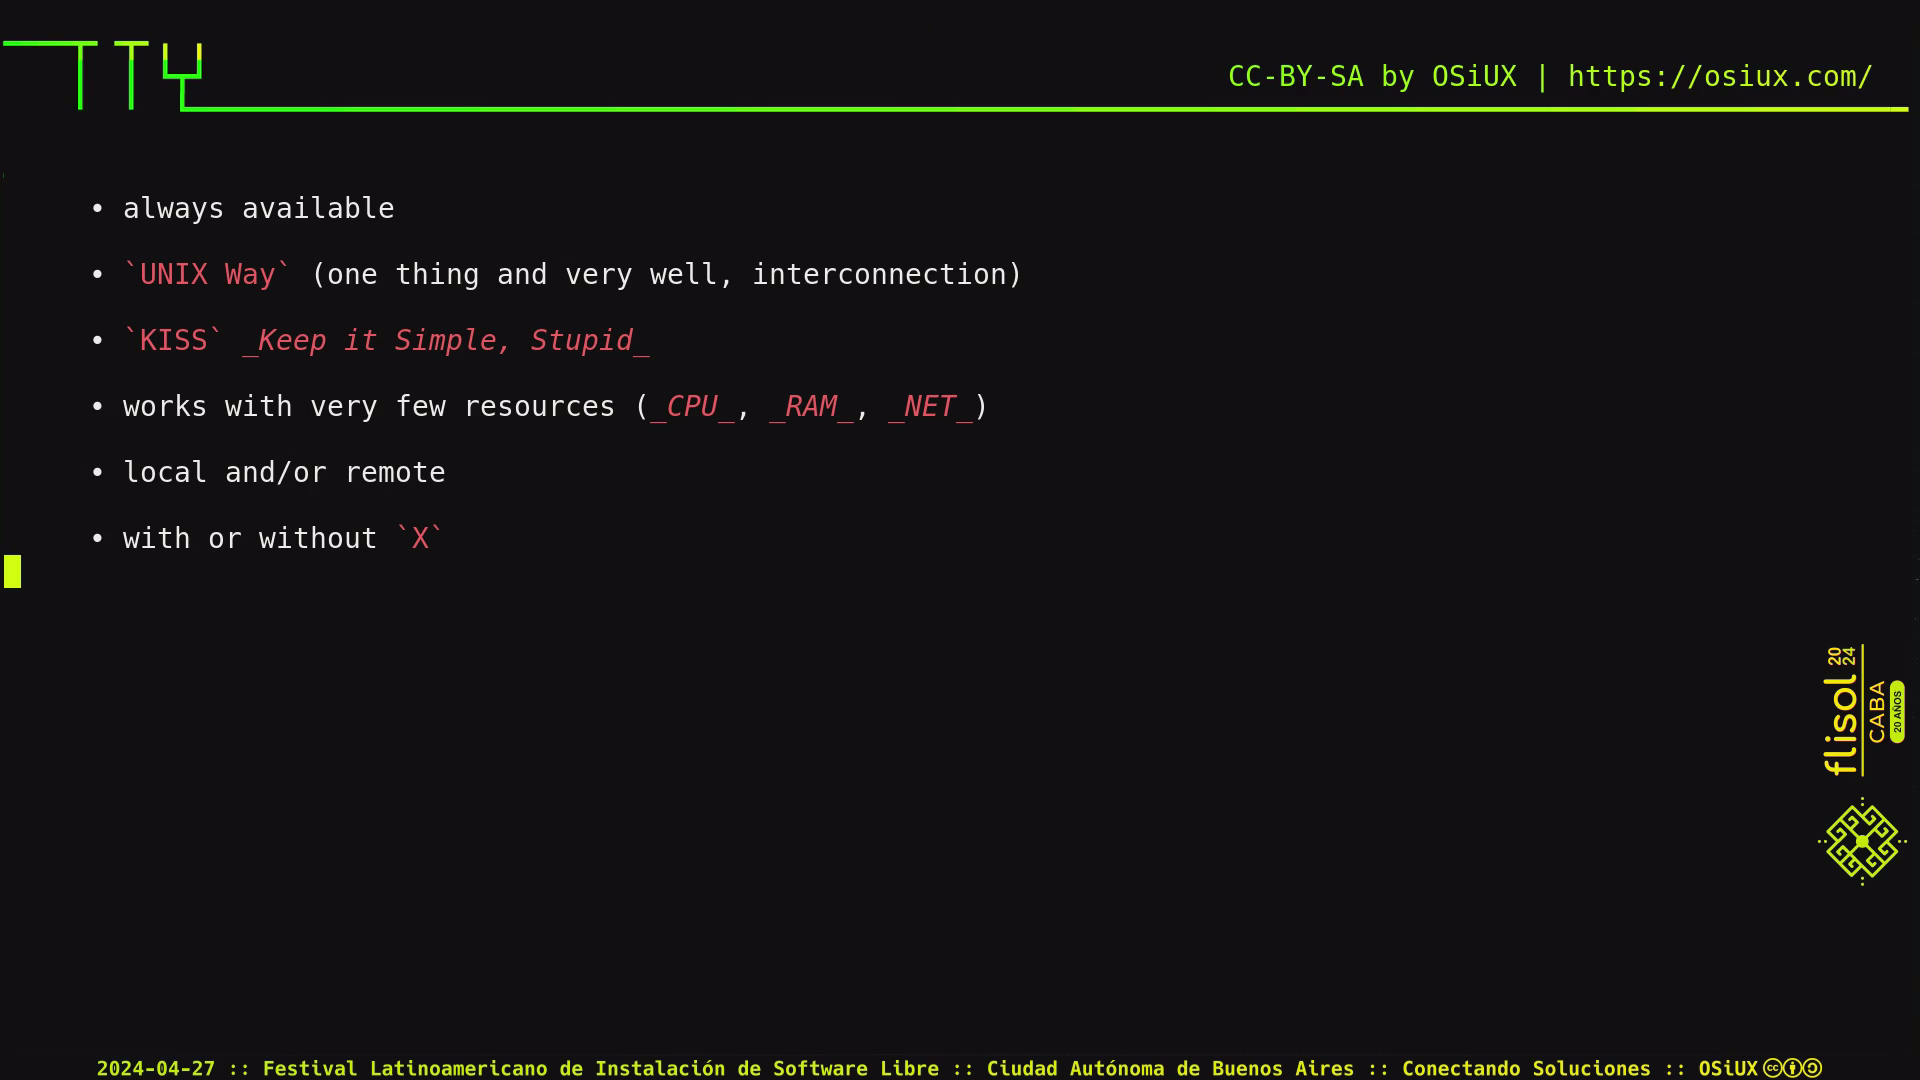 TTY
CC-BY-SA by OSiUX | https://osiux.com/
• always available
• `UNIX Way` (one thing and very well, interconnection)
• `KISS` _Keep it Simple, Stupid_
• works with very few resources (_CPU_, _RAM_, _NET_)
• local and/or remote
• with or without `X`
flisol 2024
CABA
20 AÑOS
2024-04-27 :: Festival Latinoamericano de Instalación de Software Libre :: Ciudad Autónoma de Buenos Aires :: Conectando Soluciones :: OSiUX